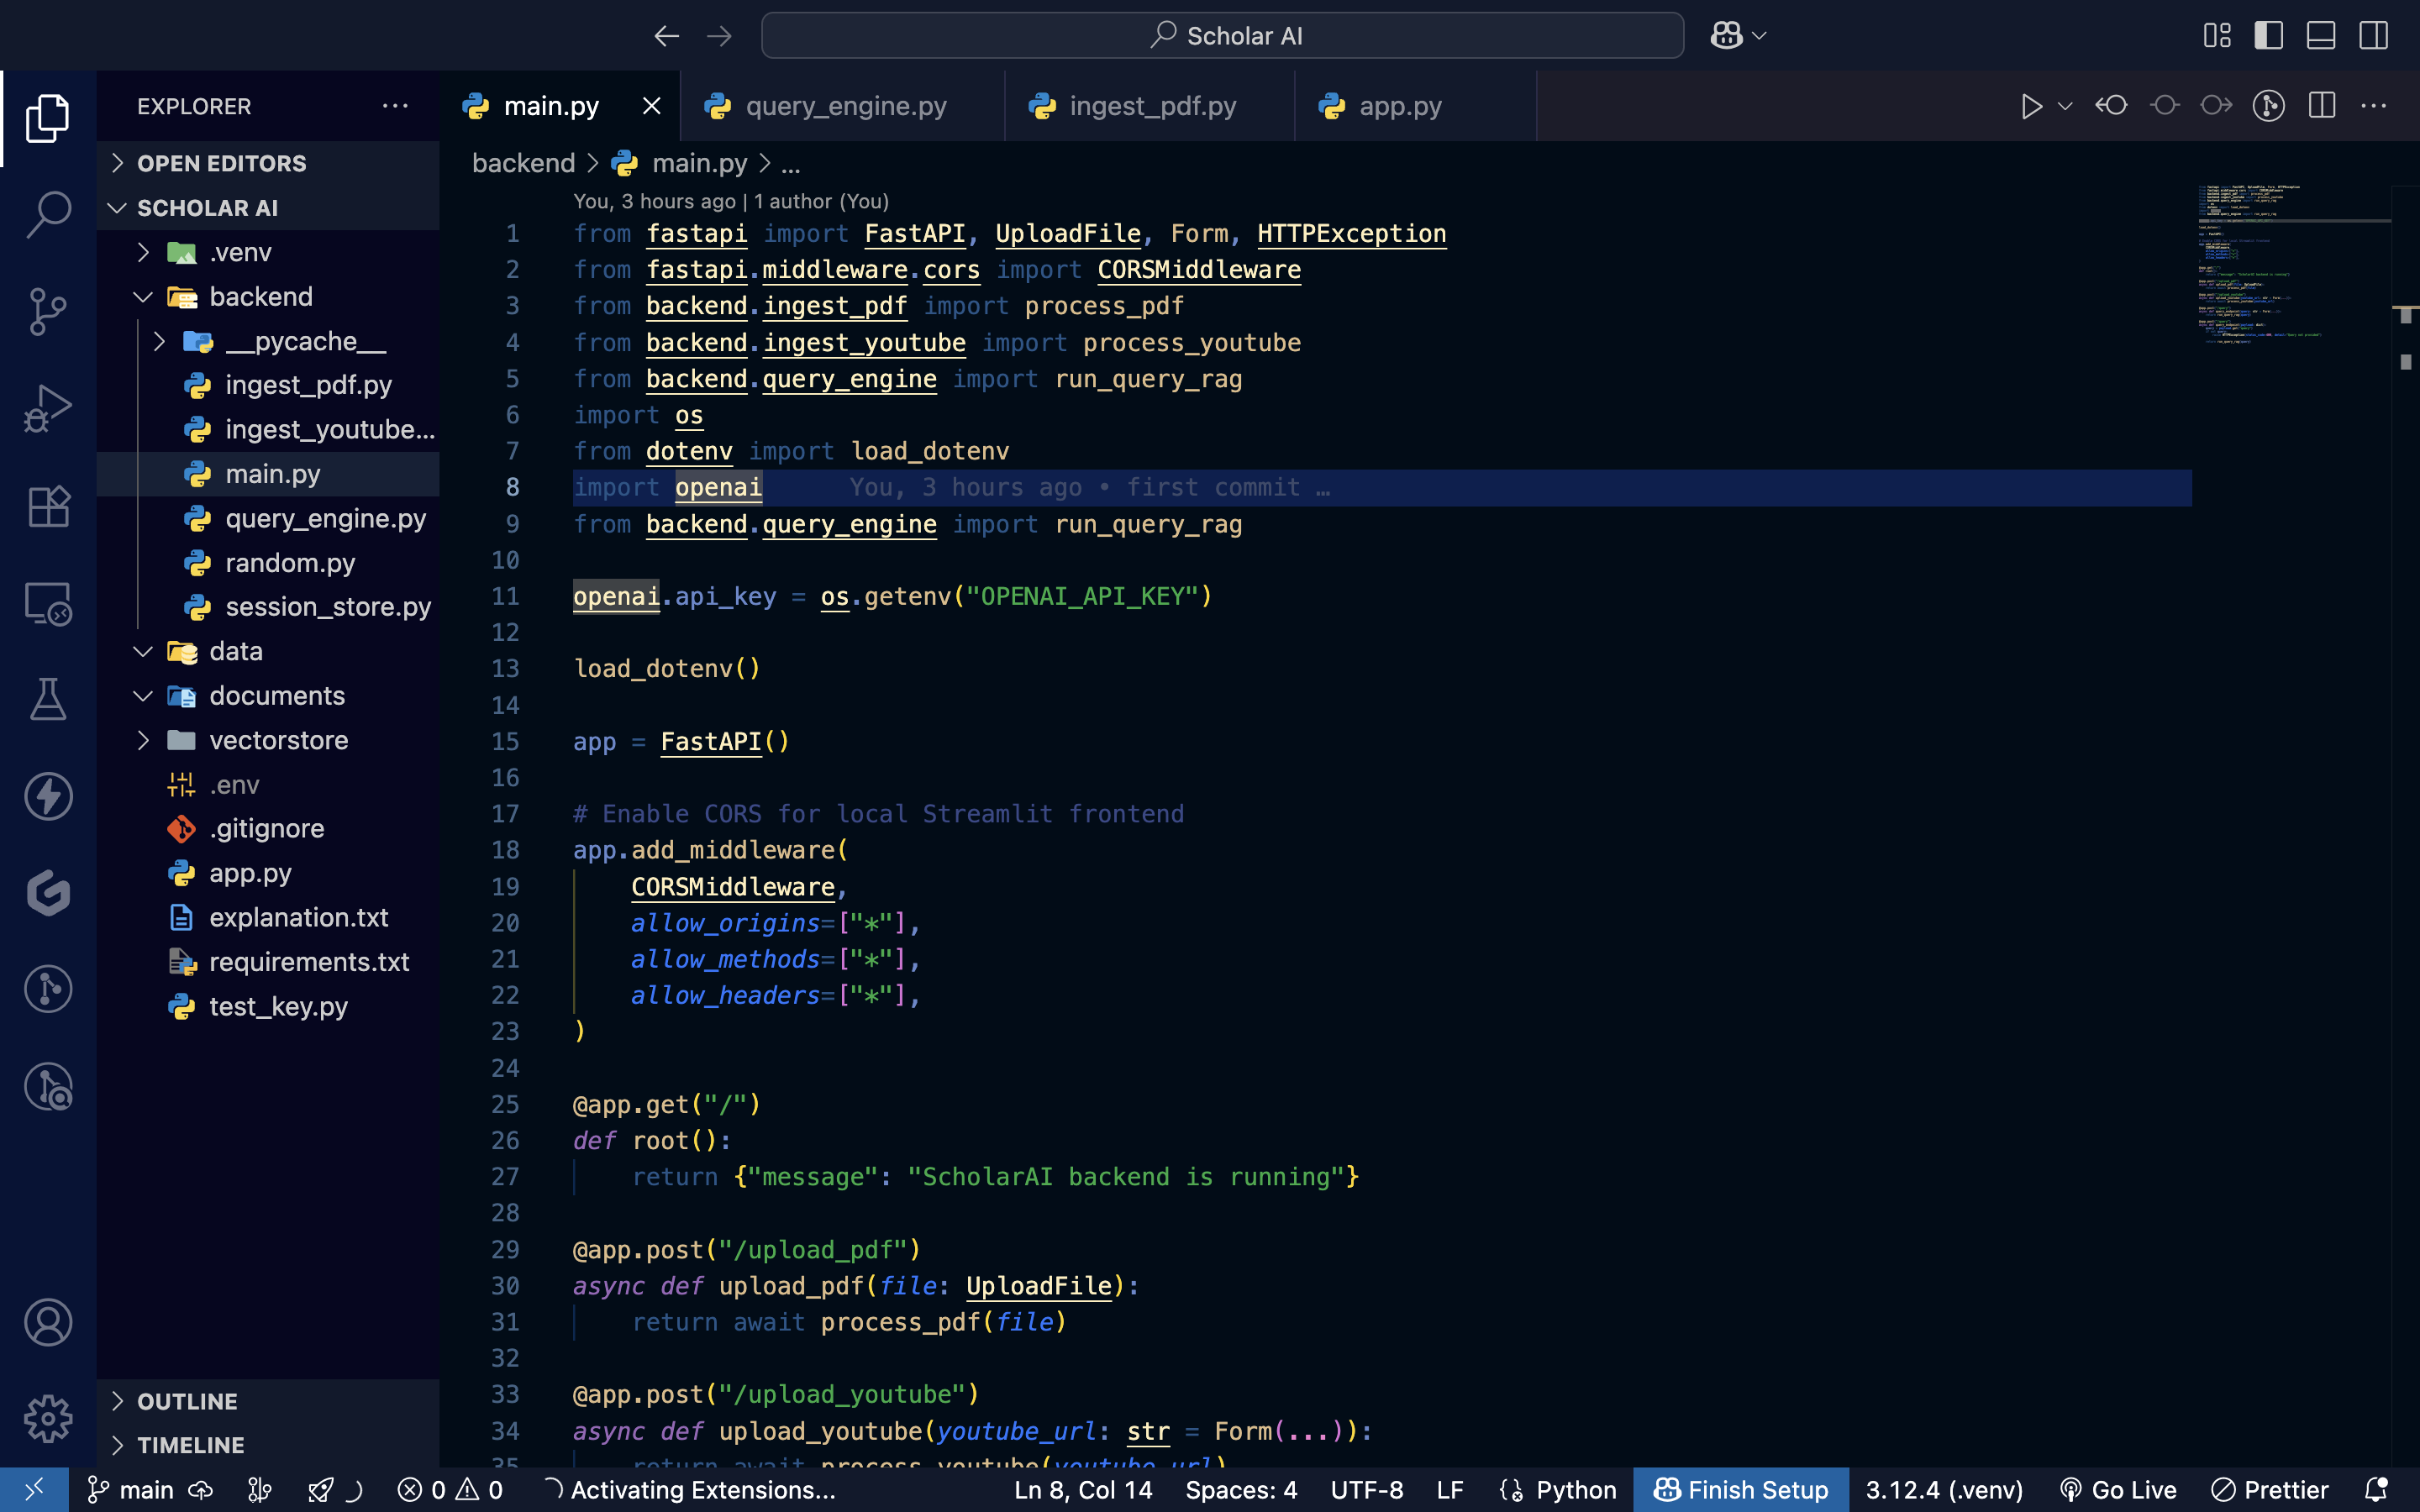 Scholar AI
EXPLORER
OPEN EDITORS
SCHOLAR AI
.venv
backend
__pycache__
ingest_pdf.py
ingest_youtube...
main.py
query_engine.py
random.py
session_store.py
data
documents
vectorstore
.env
.gitignore
app.py
explanation.txt
requirements.txt
test_key.py
OUTLINE
TIMELINE
main.py
query_engine.py
ingest_pdf.py
app.py
backend > main.py > ...
You, 3 hours ago | 1 author (You)
1 from fastapi import FastAPI, UploadFile, Form, HTTPException
2 from fastapi.middleware.cors import CORSMiddleware
3 from backend.ingest_pdf import process_pdf
4 from backend.ingest_youtube import process_youtube
5 from backend.query_engine import run_query_rag
6 import os
7 from dotenv import load_dotenv
8 import openai You, 3 hours ago • first commit …
9 from backend.query_engine import run_query_rag
10
11 openai.api_key = os.getenv("OPENAI_API_KEY")
12
13 load_dotenv()
14
15 app = FastAPI()
16
17 # Enable CORS for local Streamlit frontend
18 app.add_middleware(
19 CORSMiddleware,
20 allow_origins=["*"],
21 allow_methods=["*"],
22 allow_headers=["*"],
23 )
24
25 @app.get("/")
26 def root():
27 return {"message": "ScholarAI backend is running"}
28
29 @app.post("/upload_pdf")
30 async def upload_pdf(file: UploadFile):
31 return await process_pdf(file)
32
33 @app.post("/upload_youtube")
34 async def upload_youtube(youtube_url: str = Form(...)):
35 return await process_youtube(youtube_url)
main
0
0
Activating Extensions...
Ln 8, Col 14
Spaces: 4
UTF-8
LF
Python
Finish Setup
3.12.4 (.venv)
Go Live
Prettier